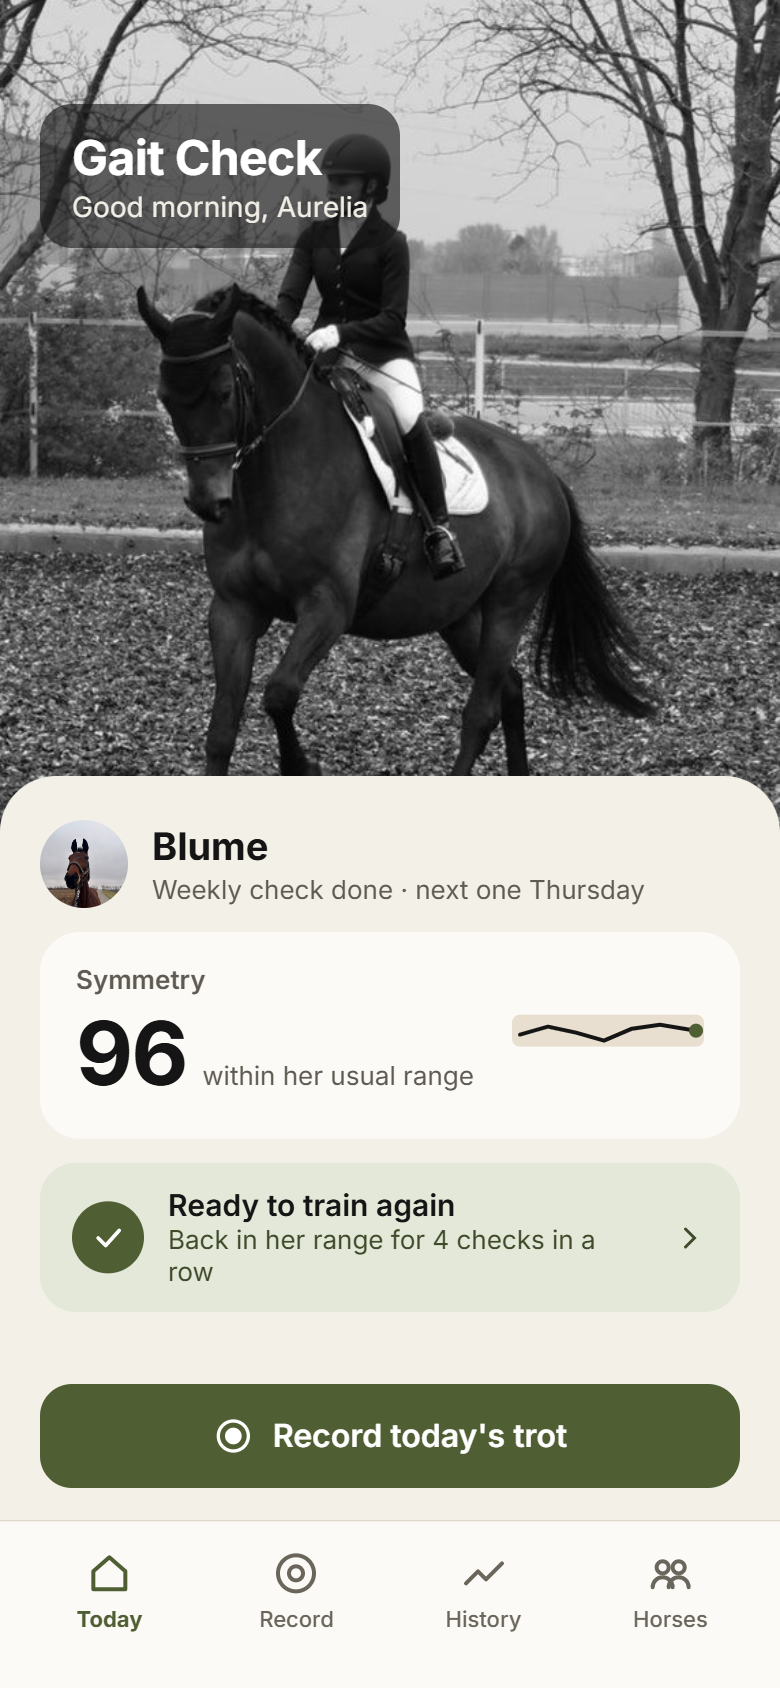 Gait Check
Good morning, Aurelia
Blume
Weekly check done · next one Thursday
Symmetry
96 within her usual range
Ready to train again
Back in her range for 4 checks in a
row
Record today's trot
Today
Record
History
Horses